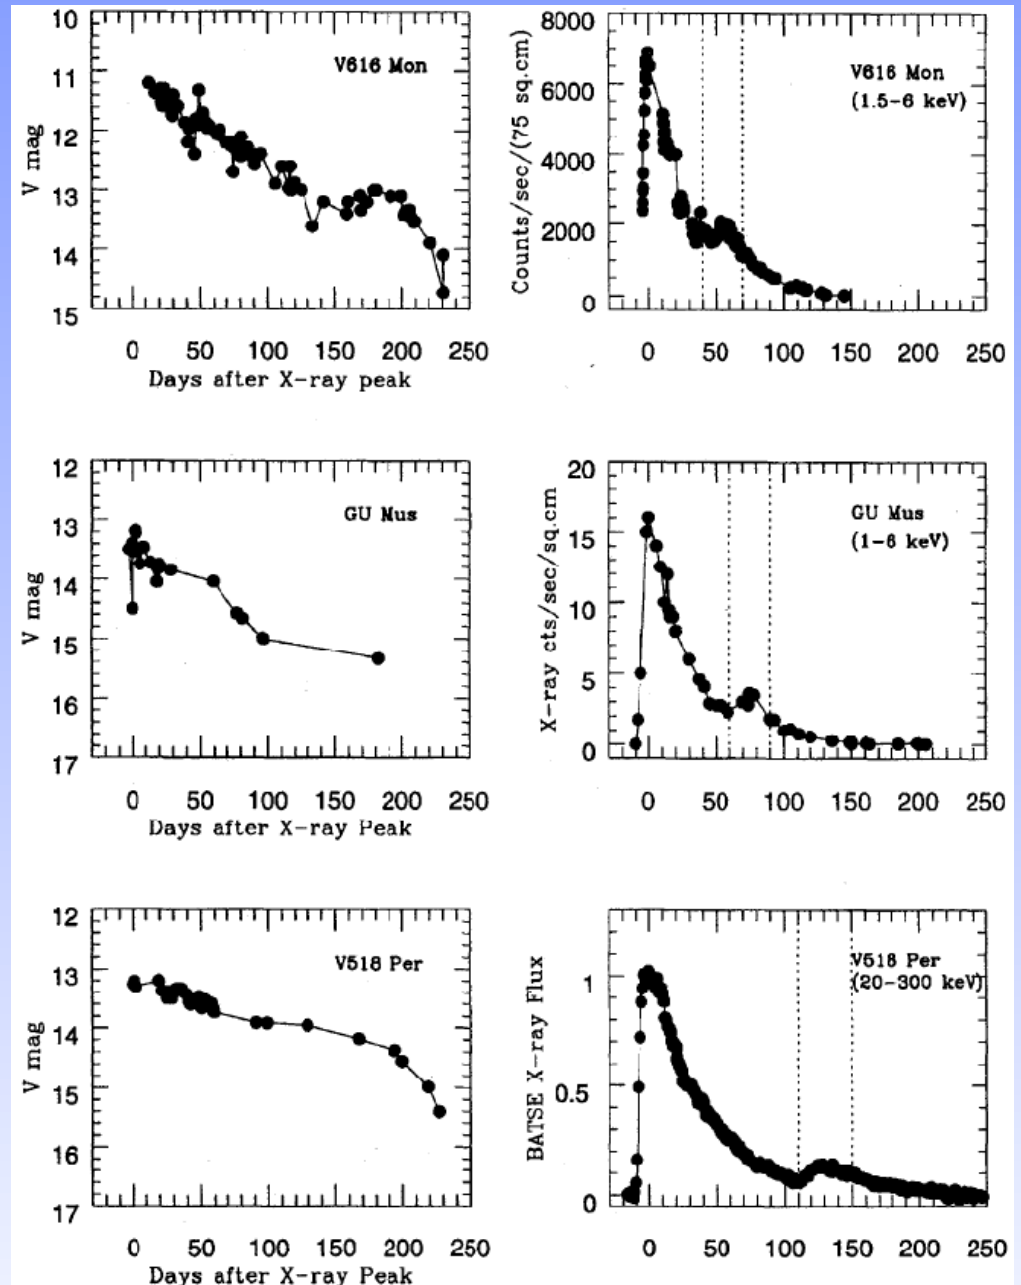 V616 Mon
V mag
10
11
12
13
14
15
0 50 100 150 200 250
Days after X-ray peak
V616 Mon
(1.5-6 keV)
Counts/sec/(75 sq.cm)
8000
6000
4000
2000
0
0 50 100 150 200 250
GU Mus
V mag
12
13
14
15
16
17
0 50 100 150 200 250
Days after X-ray Peak
GU Mus
(1-6 keV)
X-ray cts/sec/sq.cm
20
15
10
5
0
0 50 100 150 200 250
V518 Per
V mag
12
13
14
15
16
17
0 50 100 150 200 250
Days after X-ray Peak
V518 Per
(20-300 keV)
BATSE X-ray Flux
1
0.5
0
0 50 100 150 200 250